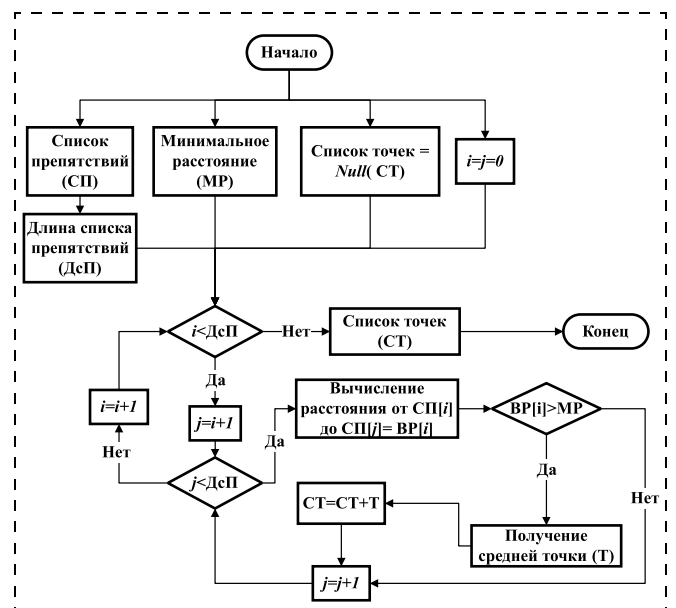 Начало
Список
препятствий
(СП)
Минимальное
расстояние
(МР)
Список точек =
Null( СТ)
i=j=0
Длина списка
препятствий
(ДсП)
i<ДсП
Нет
Список точек
(СТ)
Конец
Да
i=i+1
j=i+1
Вычисление
расстояния от СП[i]
до СП[j]= ВР[i]
ВР[i]>МР
Нет
Да
j<ДсП
Да
Нет
СТ=СТ+Т
Получение
средней точки (Т)
j=j+1